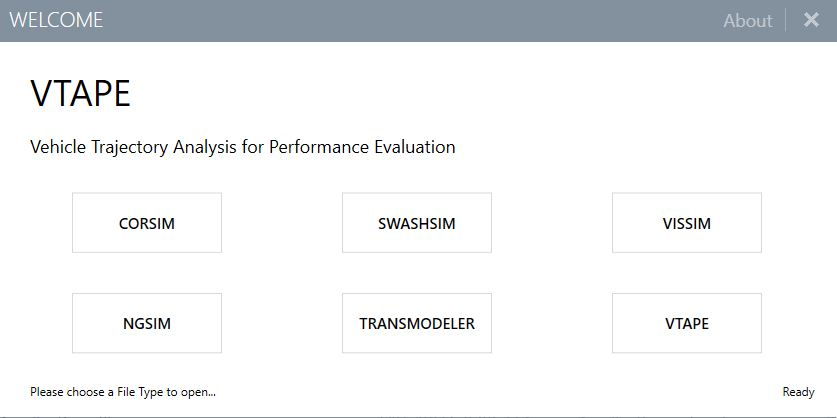 WELCOME
About
VTAPE
Vehicle Trajectory Analysis for Performance Evaluation
CORSIM
SWASHSIM
VISSIM
NGSIM
TRANSMODELER
VTAPE
Please choose a File Type to open...
Ready